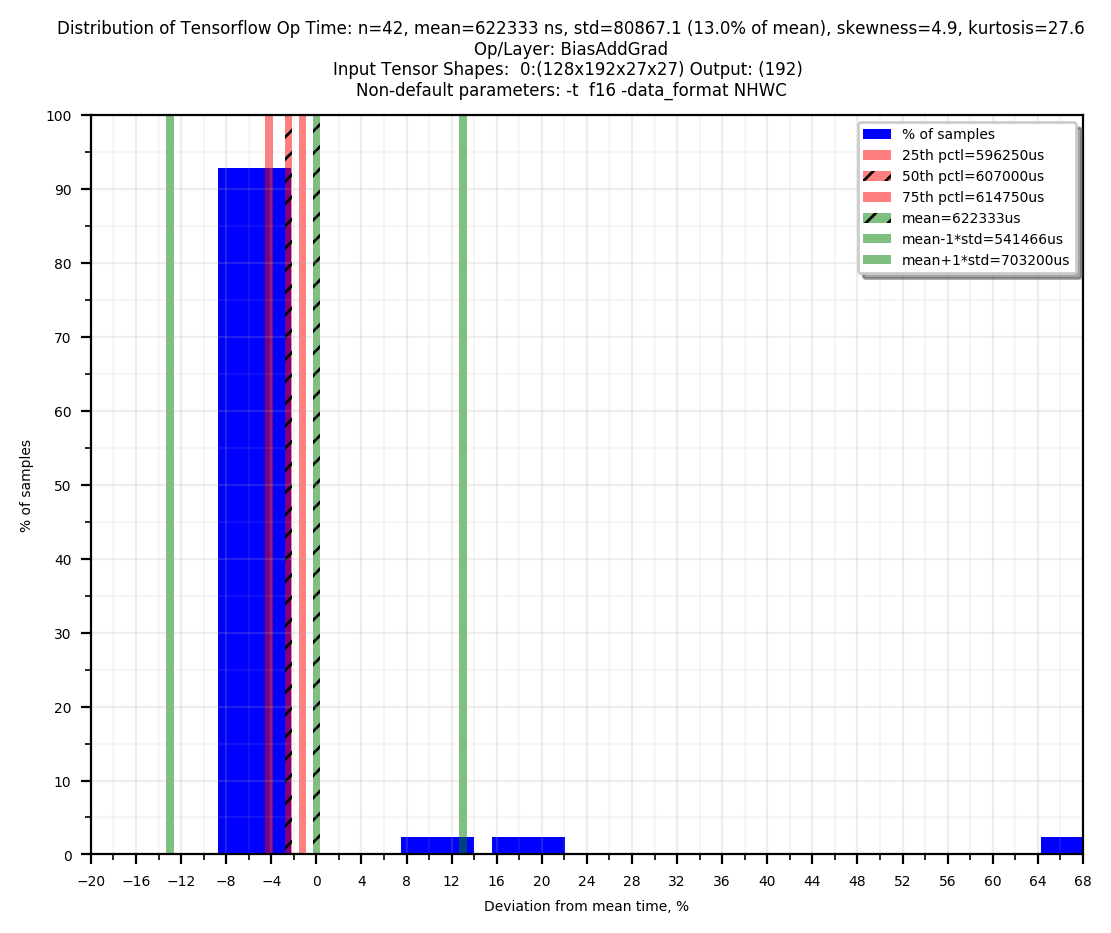 Distribution of Tensorflow Op Time: n=42, mean=622333 ns, std=80867.1 (13.0% of mean), skewness=4.9, kurtosis=27.6
Op/Layer: BiasAddGrad
Input Tensor Shapes:  0:(128x192x27x27) Output: (192)
Non-default parameters: -t  f16 -data_format NHWC
100
90
80
70
60
50
40
30
20
10
0
% of samples
% of samples
25th pctl=596250us
50th pctl=607000us
75th pctl=614750us
mean=622333us
mean-1*std=541466us
mean+1*std=703200us
−20 −16 −12 −8 −4 0 4 8 12 16 20 24 28 32 36 40 44 48 52 56 60 64 68
Deviation from mean time, %